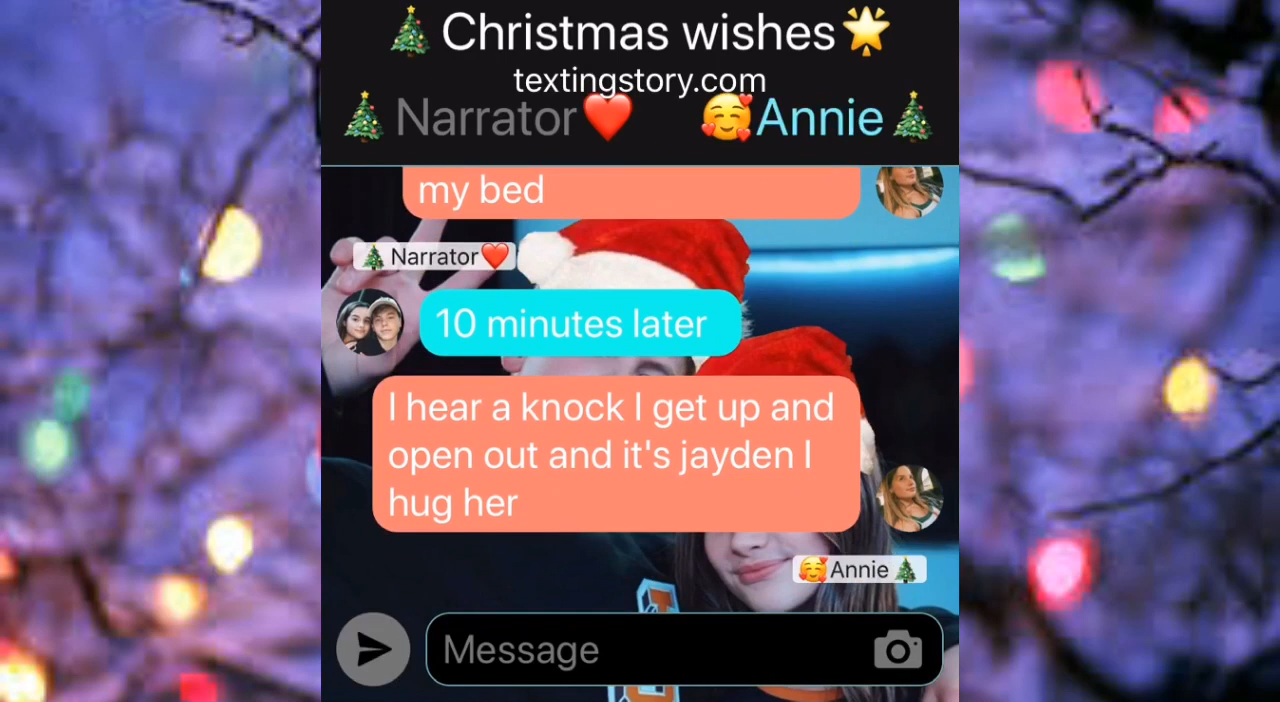 🎄Christmas wishes🌟
textingstory.com
🎄Narrator❤️ 🥰Annie🎄
my bed
🎄Narrator❤️
10 minutes later
I hear a knock I get up and
open out and it's jayden I
hug her
🥰Annie🎄
Message